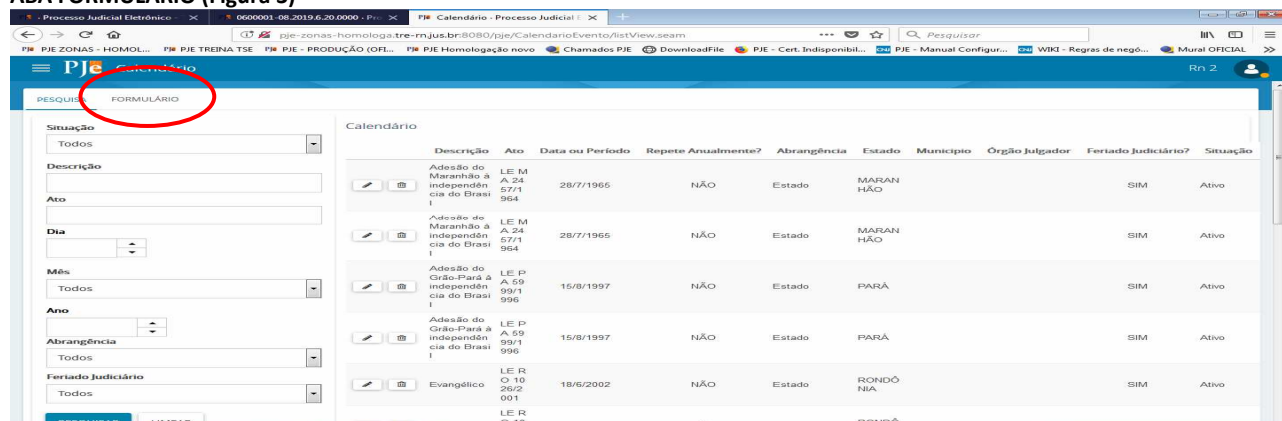 ABA FORMULÁRIO (Figura 3)
- Processo Judicial Eletrônico -
0600001-08.2019.6.20.0000 - Pro
PJe Calendário - Processo Judicial E
pje-zonas-homologa.tre-rn.jus.br:8080/pje/CalendarioEvento/listView.seam
Pesquisar
PJE ZONAS - HOMOL... PJE TREINA TSE PJE - PRODUÇÃO (OFI... PJE Homologação novo Chamados PJE DownloadFile PJE - Cert. Indisponibil... PJE - Manual Configur... WIKI - Regras de negó... Mural OFICIAL
PJe Calendário
Rn 2
PESQUISA FORMULÁRIO
Situação
Todos
Descrição
Ato
Dia
Mês
Todos
Ano
Abrangência
Todos
Feriado Judiciário
Todos
PESQUISAR LIMPAR
Calendário
Descrição Ato Data ou Período Repete Anualmente? Abrangência Estado Município Órgão Julgador Feriado Judiciário? Situação
Adesão do Maranhão à independência do Brasil LE MA 2457/1964 28/7/1965 NÃO Estado MARANHÃO SIM Ativo
Adesão do Maranhão à independência do Brasil LE MA 2457/1964 28/7/1965 NÃO Estado MARANHÃO SIM Ativo
Adesão do Grão-Pará à independência do Brasil LE PA 5999/1996 15/8/1997 NÃO Estado PARÁ SIM Ativo
Adesão do Grão-Pará à independência do Brasil LE PA 5999/1996 15/8/1997 NÃO Estado PARÁ SIM Ativo
Evangélico LE RO 1026/2001 18/6/2002 NÃO Estado RONDÔNIA SIM Ativo
LE R